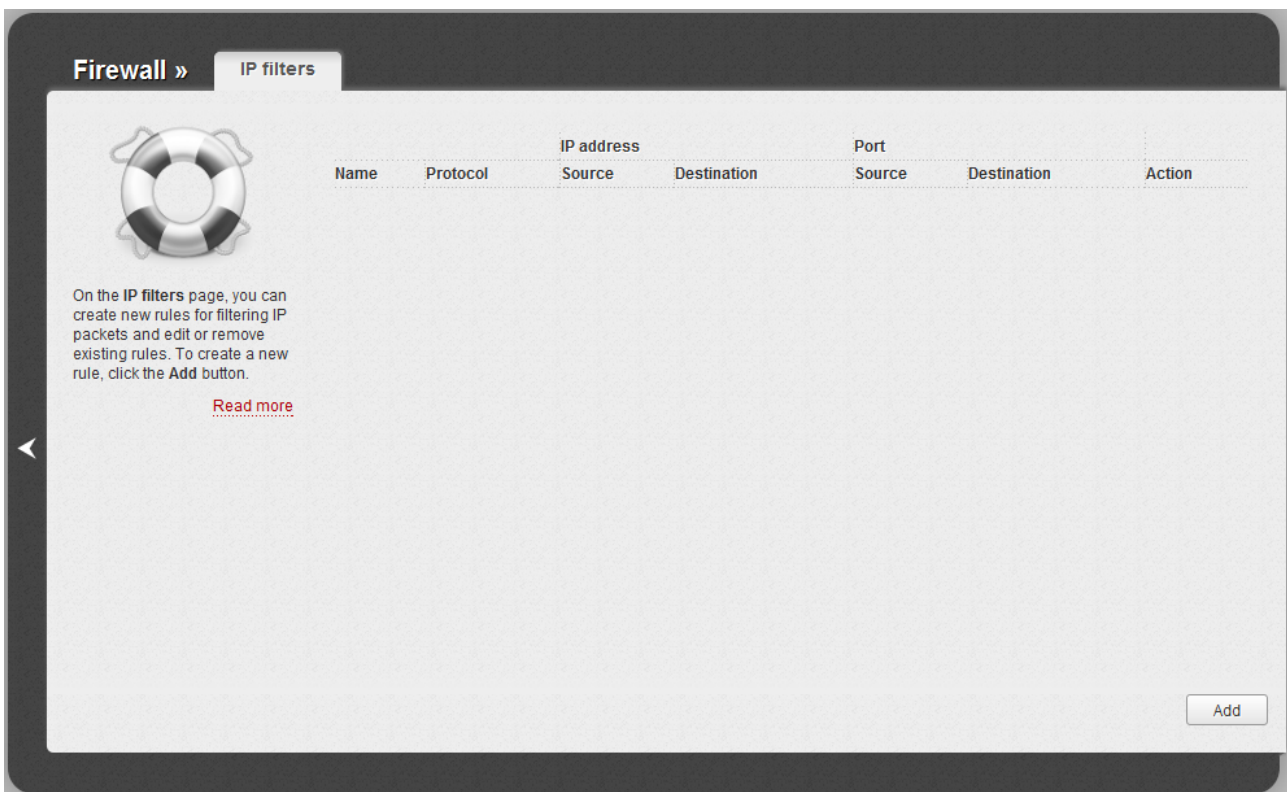 Firewall »
IP filters
IP address
Port
Name
Protocol
Source
Destination
Source
Destination
Action
On the IP filters page, you can
create new rules for filtering IP
packets and edit or remove
existing rules. To create a new
rule, click the Add button.
Read more
Add